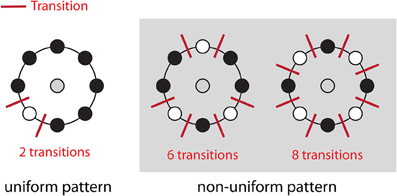 Transition
2 transitions
6 transitions
8 transitions
uniform pattern
non-uniform pattern